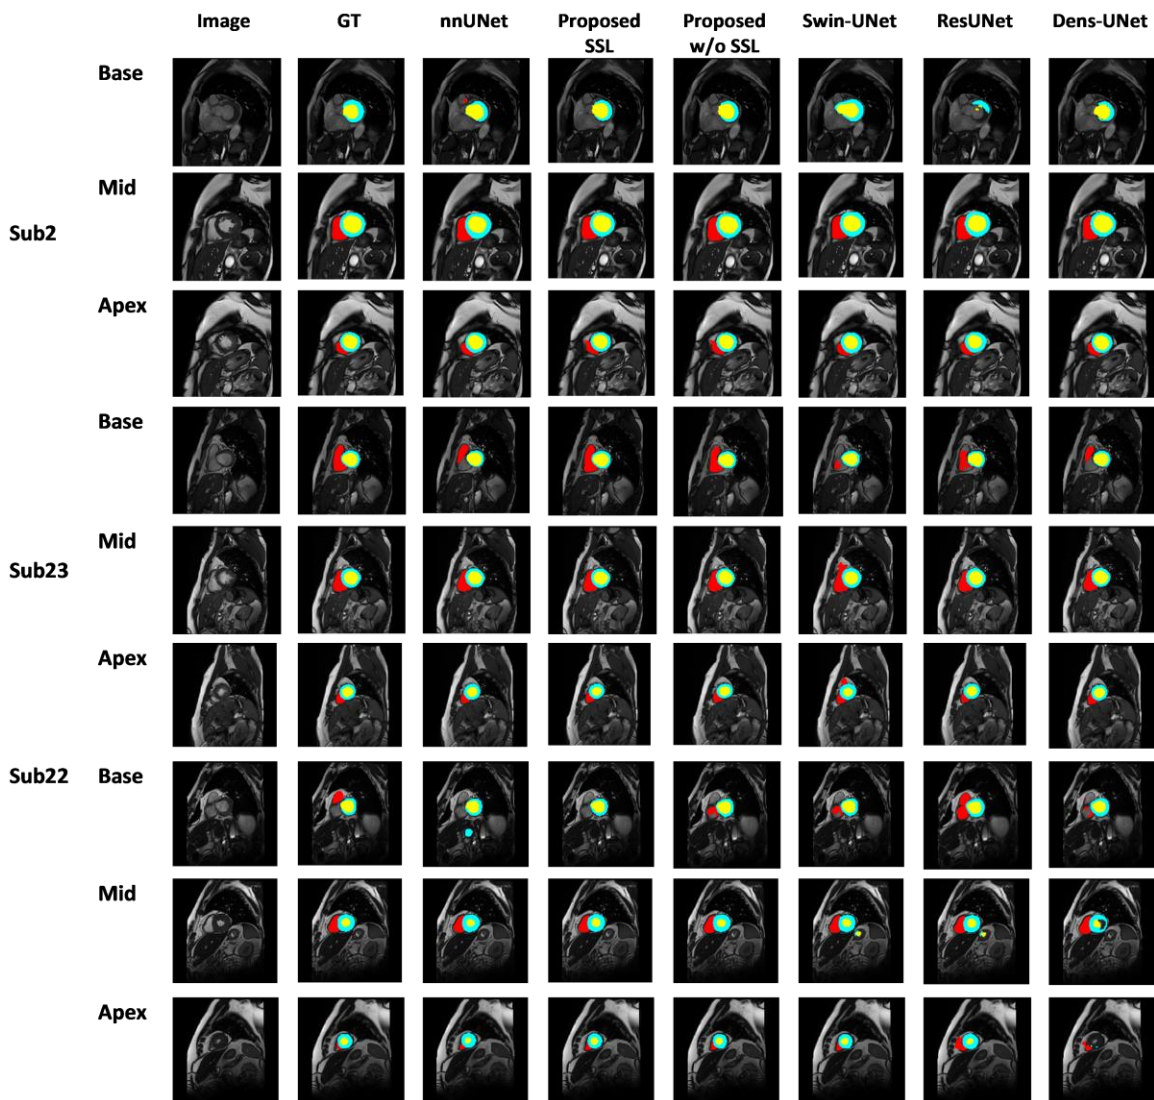 Image GT nnUNet Proposed SSL Proposed w/o SSL Swin-UNet ResUNet Dens-UNet
Base
Mid
Sub2
Apex
Base
Mid
Sub23
Apex
Sub22 Base
Mid
Apex